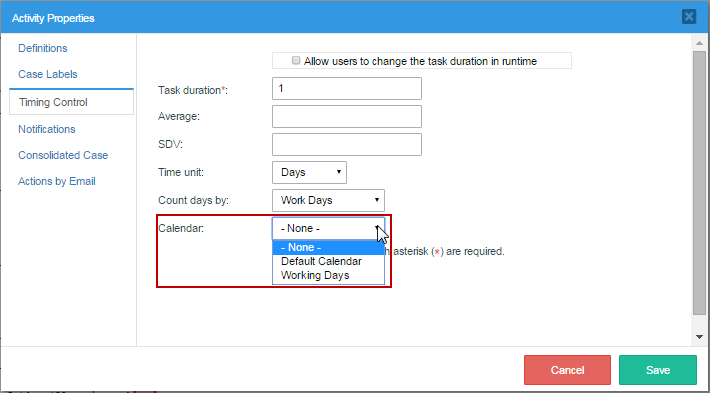 Activity Properties
Definitions
Case Labels
Timing Control
Notifications
Consolidated Case
Actions by Email
Allow users to change the task duration in runtime
Task duration*: 1
Average:
SDV:
Time unit: Days
Count days by: Work Days
Calendar: - None -
- None -
Default Calendar
Working Days
asterisk (*) are required.
Cancel
Save